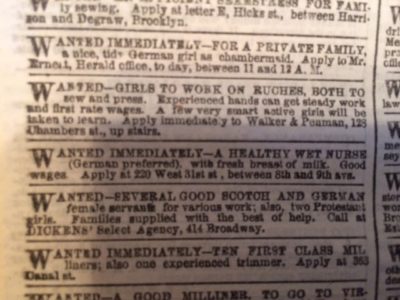 ly sewing. Apply at letter E, Hicks st., between Harri-
son and Degraw, Brooklyn.
WANTED IMMEDIATELY—FOR A PRIVATE FAMILY,
a nice, tidy German girl as chambermaid. Apply to Mr.
Ernest, Herald office, to day, between 11 and 12 A. M.
WANTED—GIRLS TO WORK ON RUCHES, BOTH TO
sew and press. Experienced hands can get steady work
and first rate wages. A few very smart active girls will be
taken to learn. Apply immediately to Walker & 128
Chambers st., up stairs.
WANTED IMMEDIATELY—A HEALTHY WET NURSE
(German preferred), with fresh breast of milk. Good
wages. Apply at 220 West 31st st., between 8th and 9th avs.
WANTED—SEVERAL GOOD SCOTCH AND GERMAN
female servants for various work; also, two Protestant
girls. Families supplied with the best of help. Call at
DICKENS' Select Agency, 414 Broadway.
WANTED IMMEDIATELY—TEN FIRST CLASS MIL
liners; also one experienced trimmer. Apply at 363
Canal st.
WANTED—A GOOD MILLINER, TO GO TO VIR-